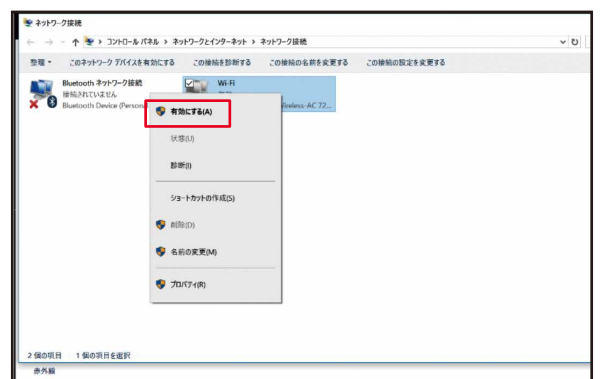 ネットワーク接続
コントロール パネル > ネットワークとインターネット > ネットワーク接続
整理 このネットワーク デバイスを有効にする この接続を診断する この接続の名前を変更する この接続の設定を変更する
Bluetooth ネットワーク接続
接続されていません
Bluetooth Device (Person
Wi-Fi
ireless-AC 72...
有効にする(A)
状態(U)
診断(I)
ショートカットの作成(S)
削除(D)
名前の変更(M)
プロパティ(R)
2 個の項目 1 個の項目を選択
赤外線